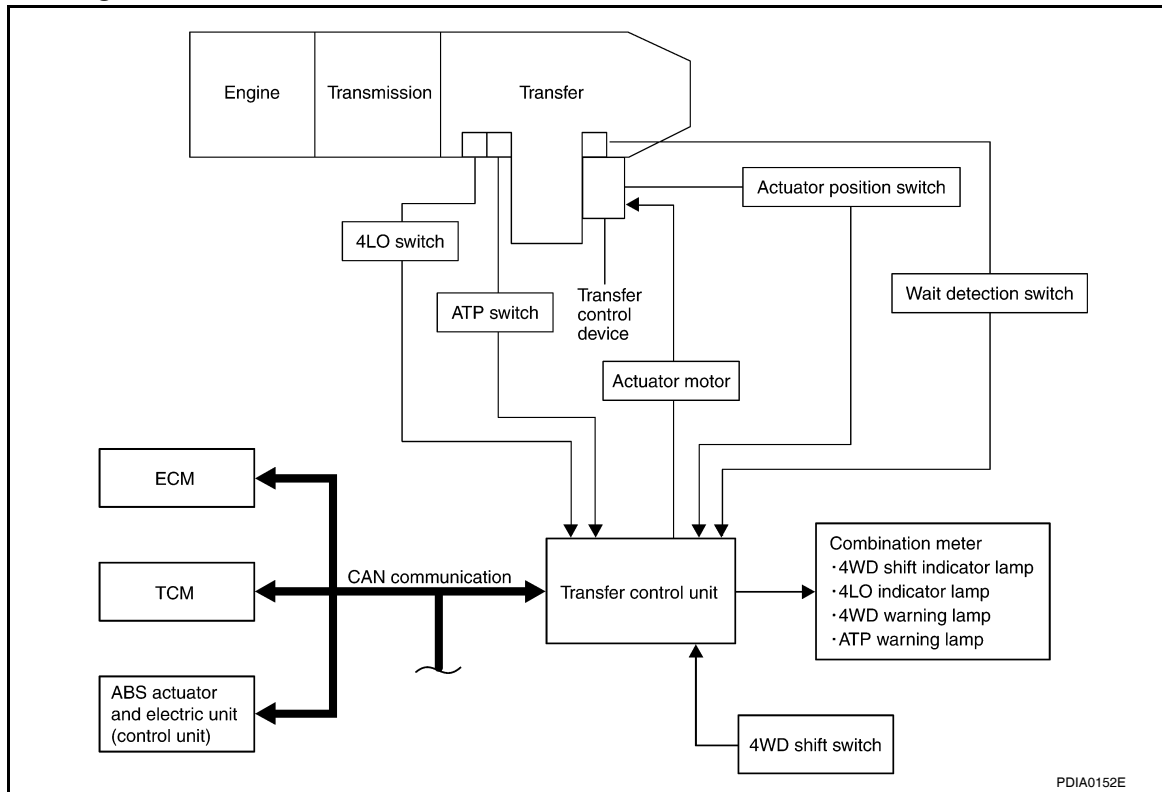 Engine
Transmission
Transfer
Actuator position switch
4LO switch
Wait detection switch
ATP switch
Transfer
control
device
Actuator motor
ECM
CAN communication
TCM
Transfer control unit
Combination meter
·4WD shift indicator lamp
·4LO indicator lamp
·4WD warning lamp
·ATP warning lamp
ABS actuator
and electric unit
(control unit)
4WD shift switch
PDIA0152E